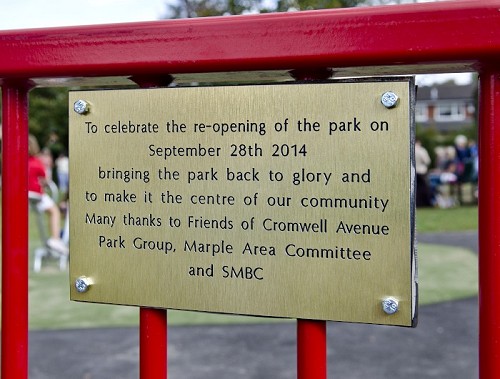 To celebrate the re-opening of the park on
September 28th 2014
bringing the park back to glory and
to make it the centre of our community
Many thanks to Friends of Cromwell Avenue
Park Group, Marple Area Committee
and SMBC